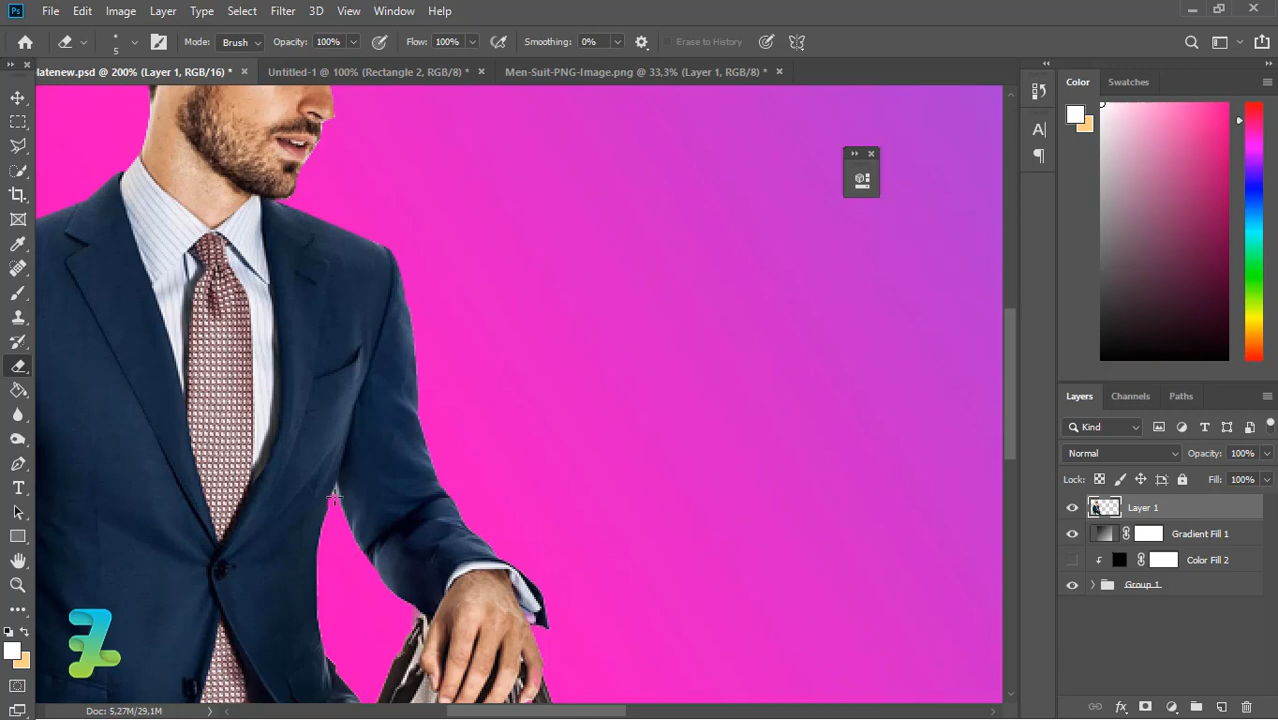 Ps File Edit Image Layer Type Select Filter 3D View Window Help
5 Mode: Brush Opacity: 100% Flow: 100% Smoothing: 0% Erase to History
latenew.psd @ 200% (Layer 1, RGB/16) * Untitled-1 @ 100% (Rectangle 2, RGB/8) * Men-Suit-PNG-Image.png @ 33,3% (Layer 1, RGB/8) *
Color Swatches
Layers Channels Paths
Kind
Normal Opacity: 100%
Lock: Fill: 100%
Layer 1
Gradient Fill 1
Color Fill 2
Group 1
Doc: 5,27M/29,1M